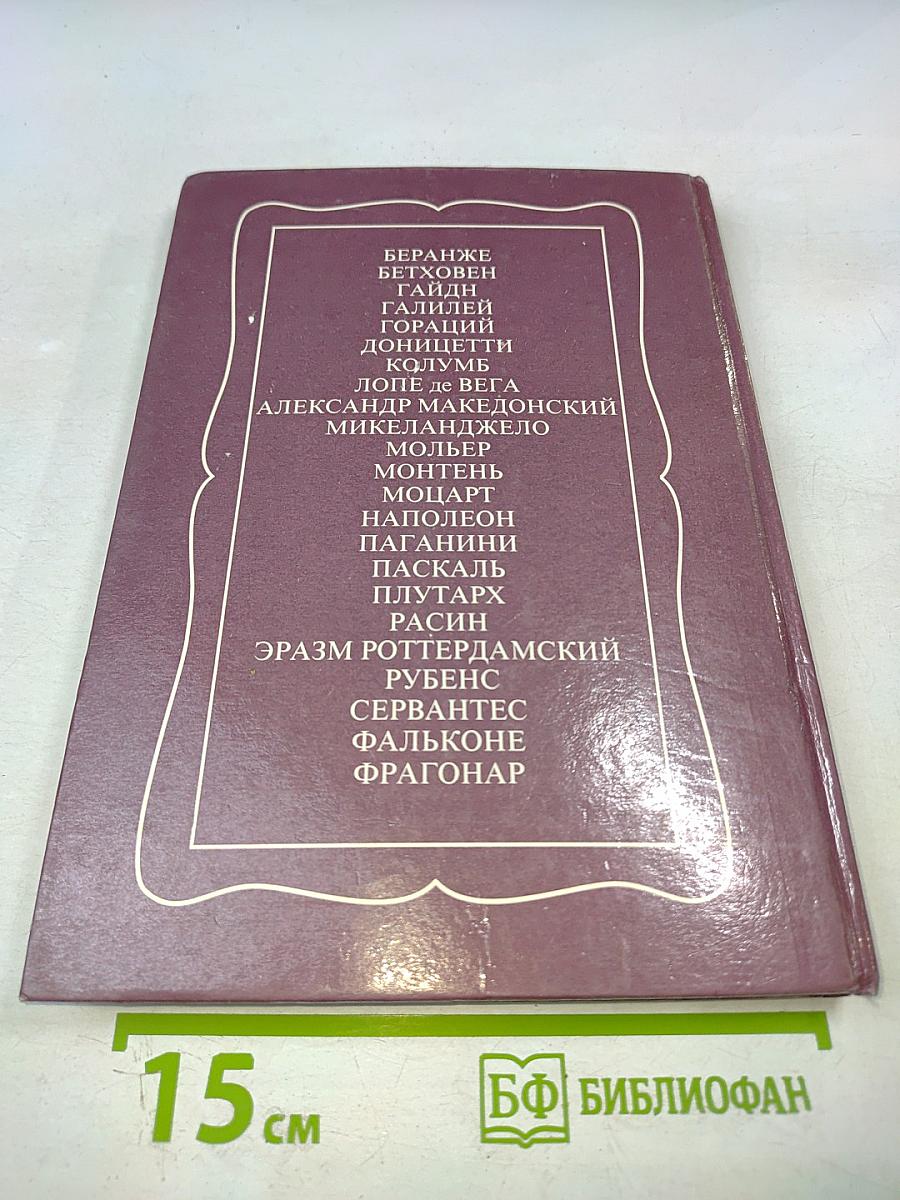 БЕРАНЖЕ
БЕТХОВЕН
ГАЙДН
ГАЛИЛЕЙ
ГОРАЦИЙ
ДОНИЦЕТТИ
КОЛУМБ
ЛОПЕ де ВЕГА
АЛЕКСАНДР МАКЕДОНСКИЙ
МИКЕЛАНДЖЕЛО
МОЛЬЕР
МОНТЕНЬ
МОЦАРТ
НАПОЛЕОН
ПАГАНИНИ
ПАСКАЛЬ
ПЛУТАРХ
РАСИН
ЭРАЗМ РОТТЕРДАМСКИЙ
РУБЕНС
СЕРВАНТЕС
ФАЛЬКОНЕ
ФРАГОНАР
15 см
БФ БИБЛИОФАН